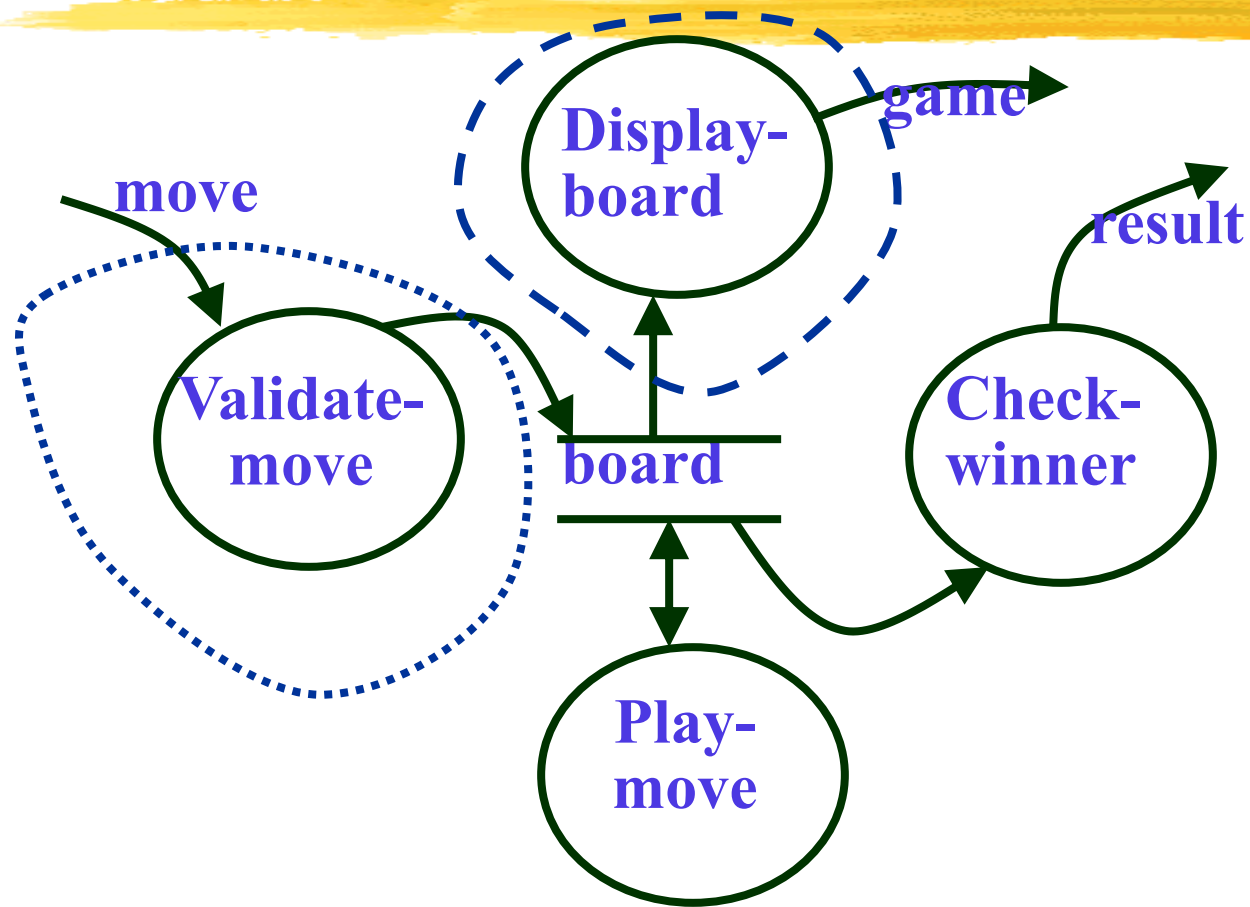 Display-
board
game
move
result
Validate-
move
board
Check-
winner
Play-
move